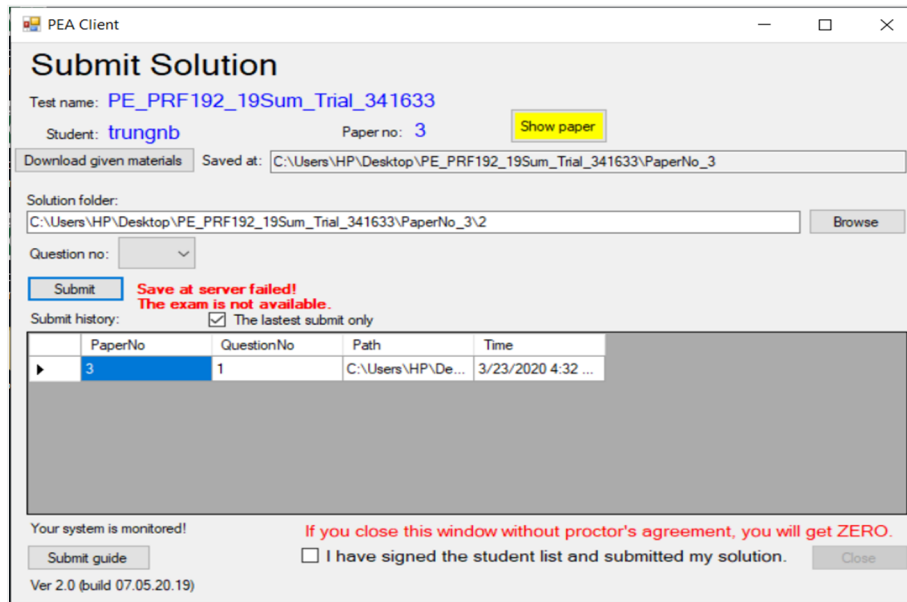 PEA Client
Submit Solution
Test name: PE_PRF192_19Sum_Trial_341633
Student: trungnb Paper no: 3 Show paper
Download given materials Saved at: C:\Users\HP\Desktop\PE_PRF192_19Sum_Trial_341633\PaperNo_3
Solution folder:
C:\Users\HP\Desktop\PE_PRF192_19Sum_Trial_341633\PaperNo_3\2 Browse
Question no:
Submit Save at server failed!
The exam is not available.
Submit history: The lastest submit only
PaperNo QuestionNo Path Time
3 1 C:\Users\HP\De... 3/23/2020 4:32 ...
Your system is monitored! If you close this window without proctor's agreement, you will get ZERO.
Submit guide I have signed the student list and submitted my solution. Close
Ver 2.0 (build 07.05.20.19)